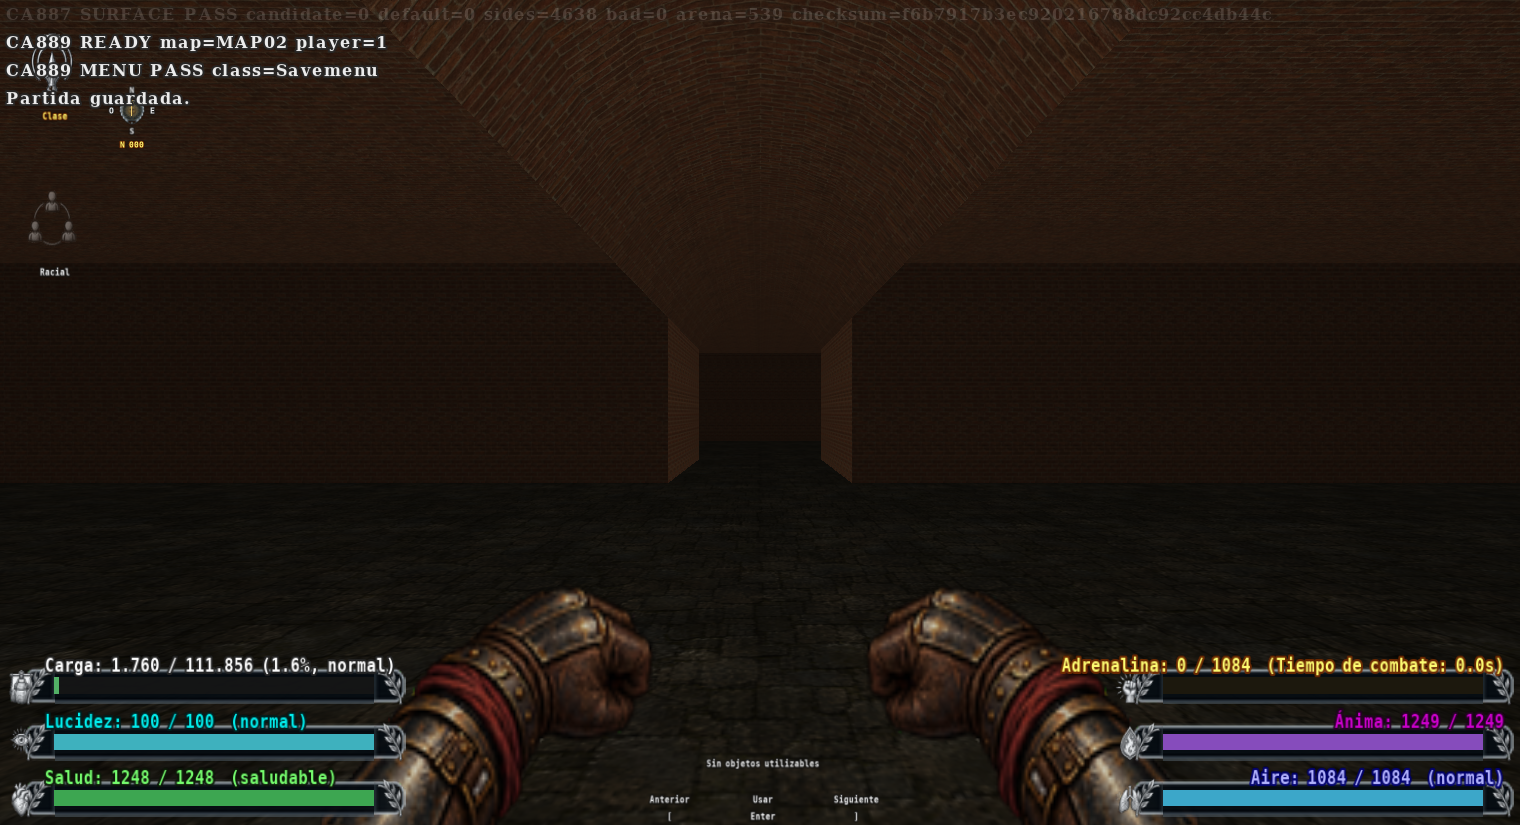 CA887 SURFACE PASS candidate=0 default=0 sides=4638 bad=0 arena=539 checksum=f6b7917b3ec920216788dc92cc4db44c
CA889 READY map=MAP02 player=1
CA889 MENU PASS class=Savemenu
Partida guardada.
Clase
N
O E
S
N 000
Racial
Carga: 1.760 / 111.856 (1.6%, normal)
Lucidez: 100 / 100 (normal)
Salud: 1248 / 1248 (saludable)
Adrenalina: 0 / 1084 (Tiempo de combate: 0.0s)
Ánima: 1249 / 1249
Aire: 1084 / 1084 (normal)
Sin objetos utilizables
Anterior Usar Siguiente
[ Enter ]